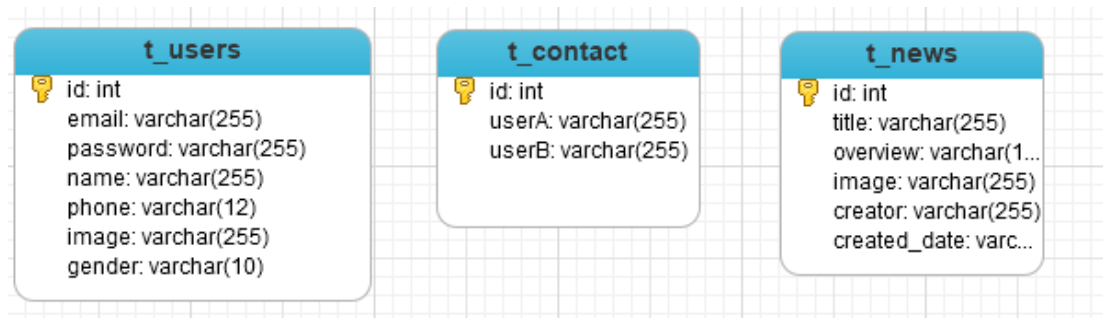 t_users
id: int
email: varchar(255)
password: varchar(255)
name: varchar(255)
phone: varchar(12)
image: varchar(255)
gender: varchar(10)
t_contact
id: int
userA: varchar(255)
userB: varchar(255)
t_news
id: int
title: varchar(255)
overview: varchar(1...
image: varchar(255)
creator: varchar(255)
created_date: varc...